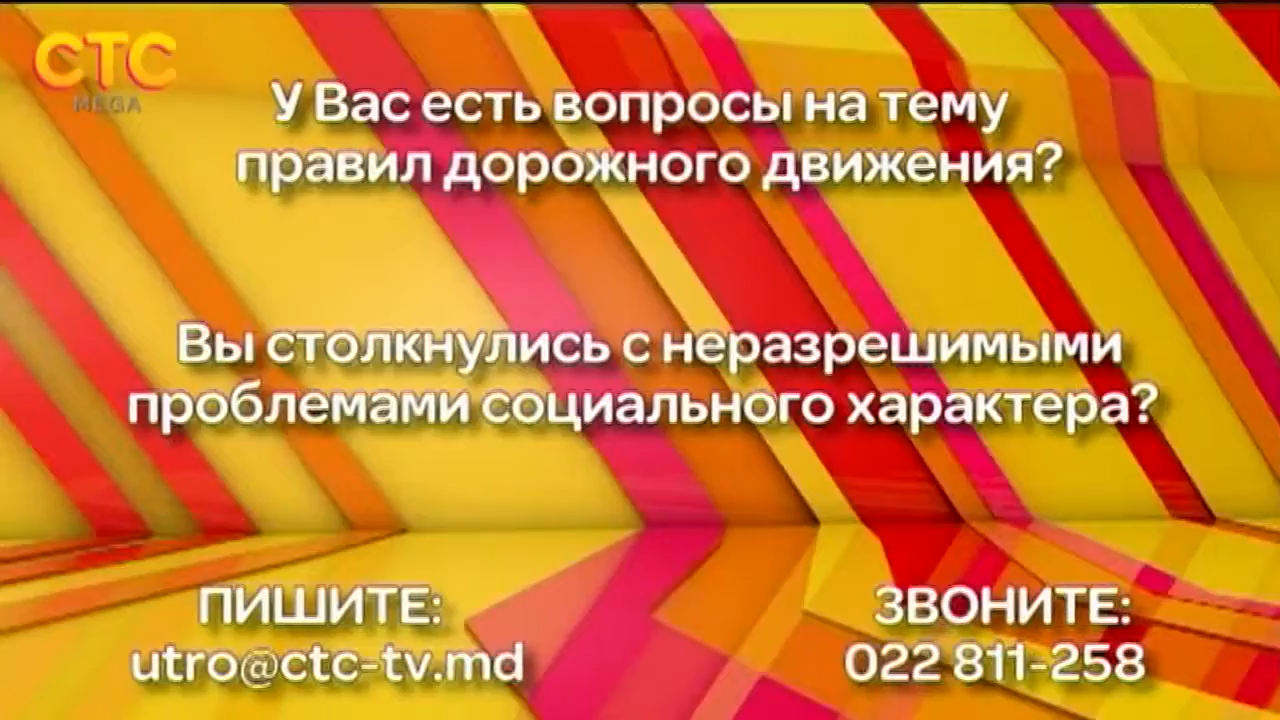 СТС
MEGA
У Вас есть вопросы на тему
правил дорожного движения?
Вы столкнулись с неразрешимыми
проблемами социального характера?
ПИШИТЕ:
utro@ctc-tv.md
ЗВОНИТЕ:
022 811-258